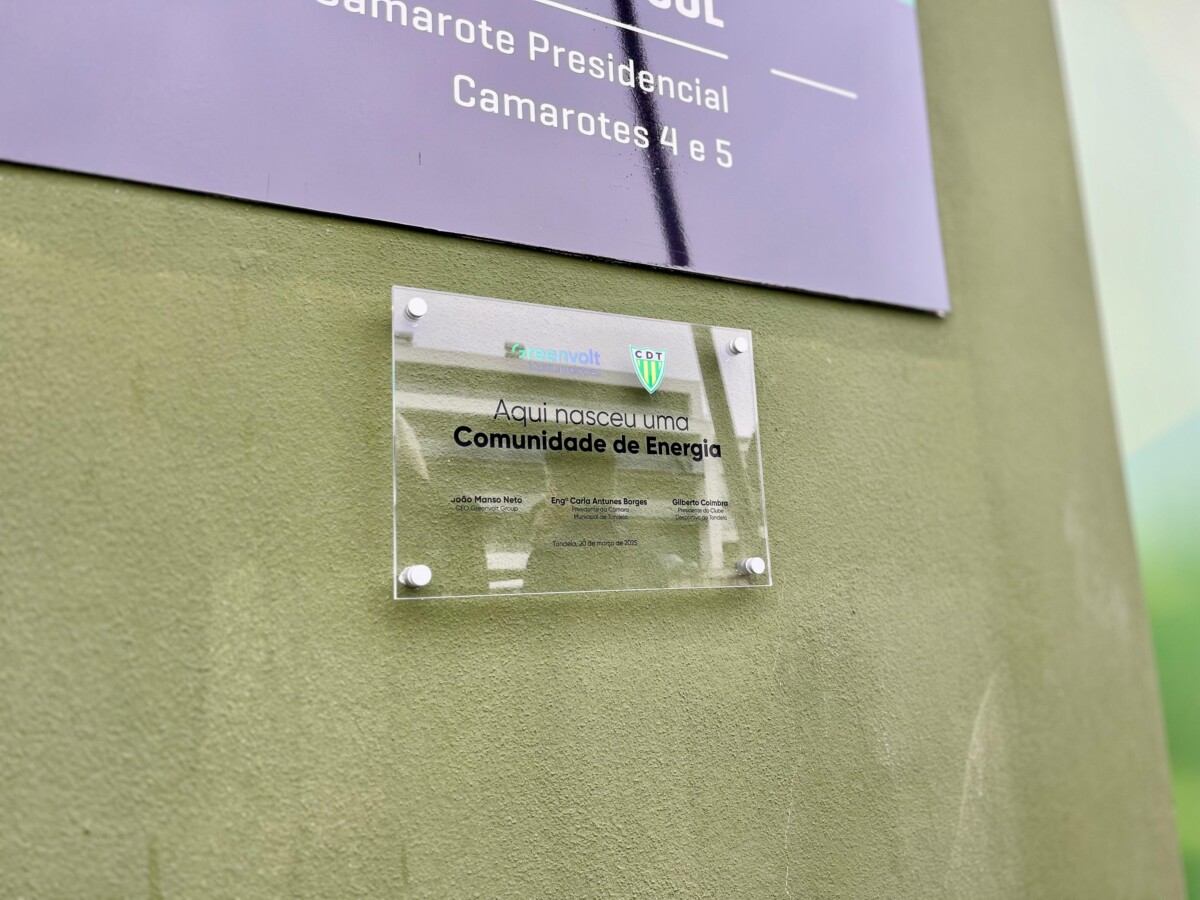 Camarote Presidencial
Camarotes 4 e 5
Greenvolt
Comunidades
CDT
Aqui nasceu uma
Comunidade de Energia
João Manso Neto
CEO Greenvolt Group
Engª Carla Antunes Borges
Presidente da Câmara
Municipal de Tondela
Gilberto Coimbra
Presidente do Clube
Desportivo de Tondela
Tondela, 20 de março de 2025